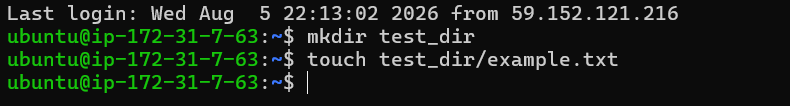 Last login: Wed Aug  5 22:13:02 2026 from 59.152.121.216
ubuntu@ip-172-31-7-63:~$ mkdir test_dir
ubuntu@ip-172-31-7-63:~$ touch test_dir/example.txt
ubuntu@ip-172-31-7-63:~$